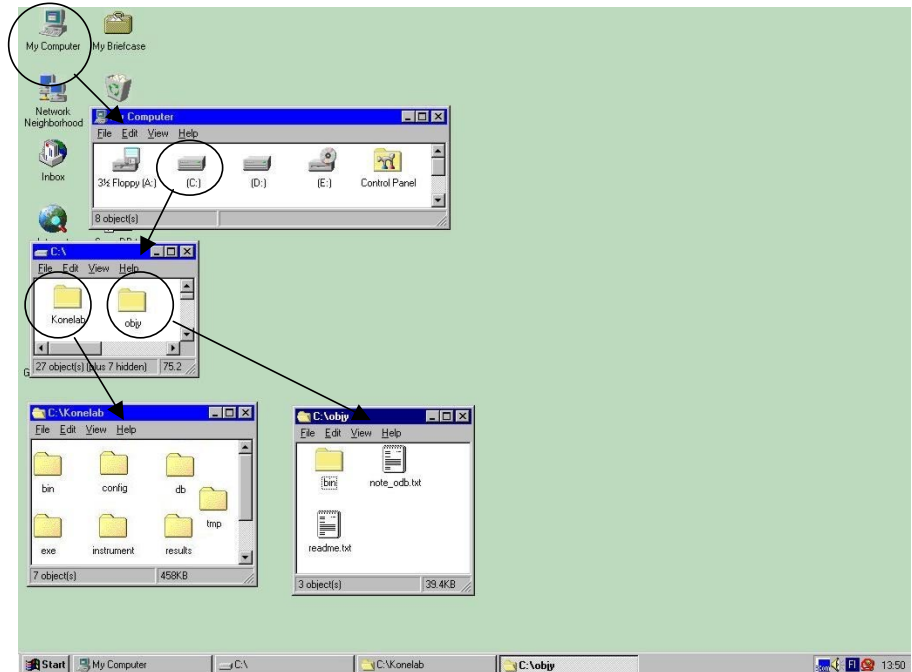 My Computer
My Briefcase
Network
Neighborhood
Inbox
Computer
File Edit View Help
3½ Floppy (A:)
(C:)
(D:)
(E:)
Control Panel
8 object(s)
C:\
File Edit View Help
Konelab
objy
27 object(s) (plus 7 hidden)
75.2
G
C:\Konelab
File Edit View Help
bin
config
db
tmp
exe
instrument
results
7 object(s)
458KB
C:\objy
File Edit View Help
bin
note_odb.txt
readme.txt
3 object(s)
39.4KB
Start
My Computer
C:\
C:\Konelab
C:\objy
FI
13:50